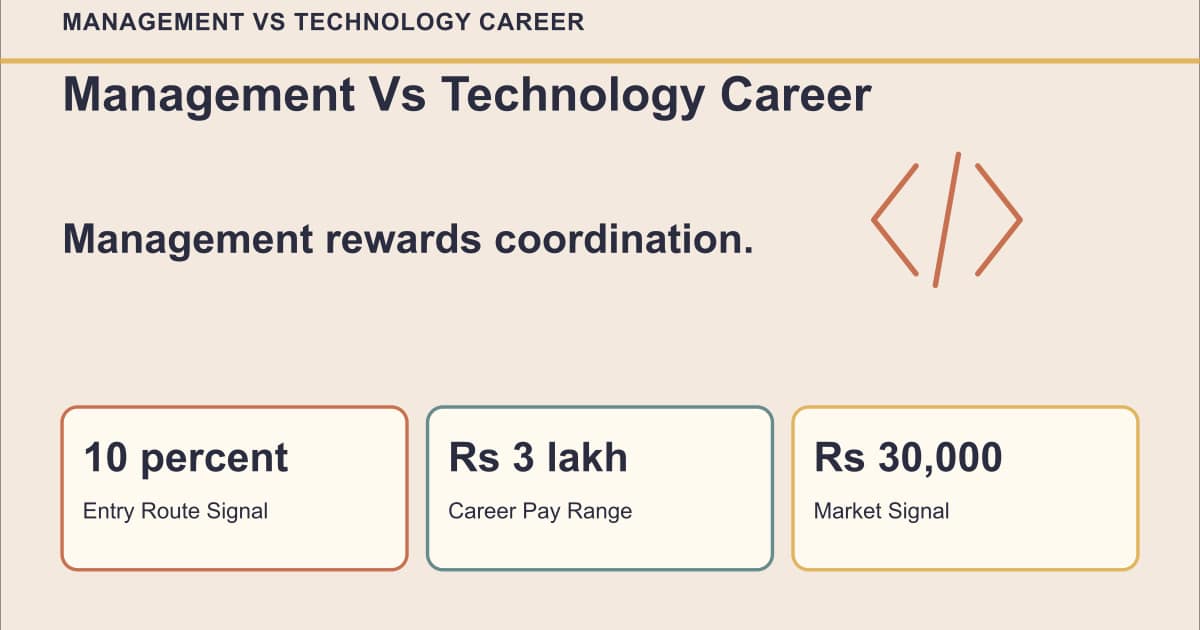 MANAGEMENT VS TECHNOLOGY CAREER
Management Vs Technology Career
Management rewards coordination.
10 percent
Entry Route Signal
Rs 3 lakh
Career Pay Range
Rs 30,000
Market Signal